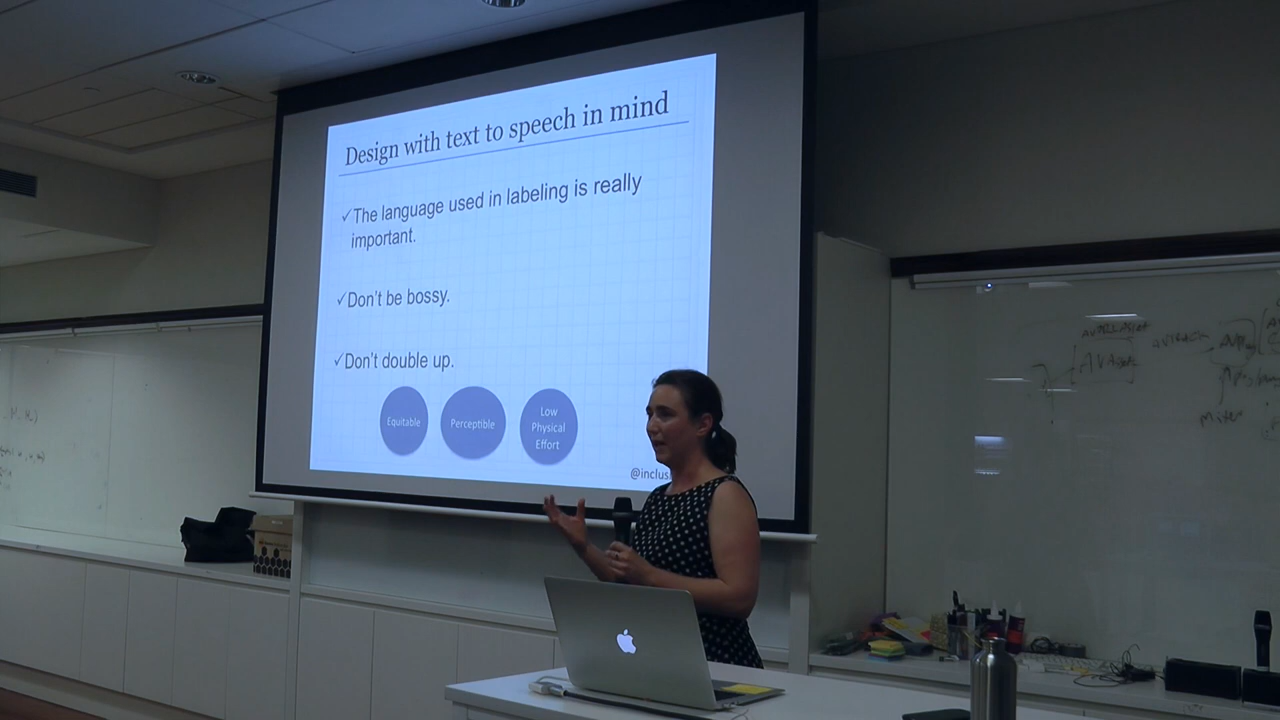 Design with text to speech in mind
✓The language used in labeling is really
important.
✓Don't be bossy.
✓Don't double up.
Equitable
Perceptible
Low
Physical
Effort
@inclus